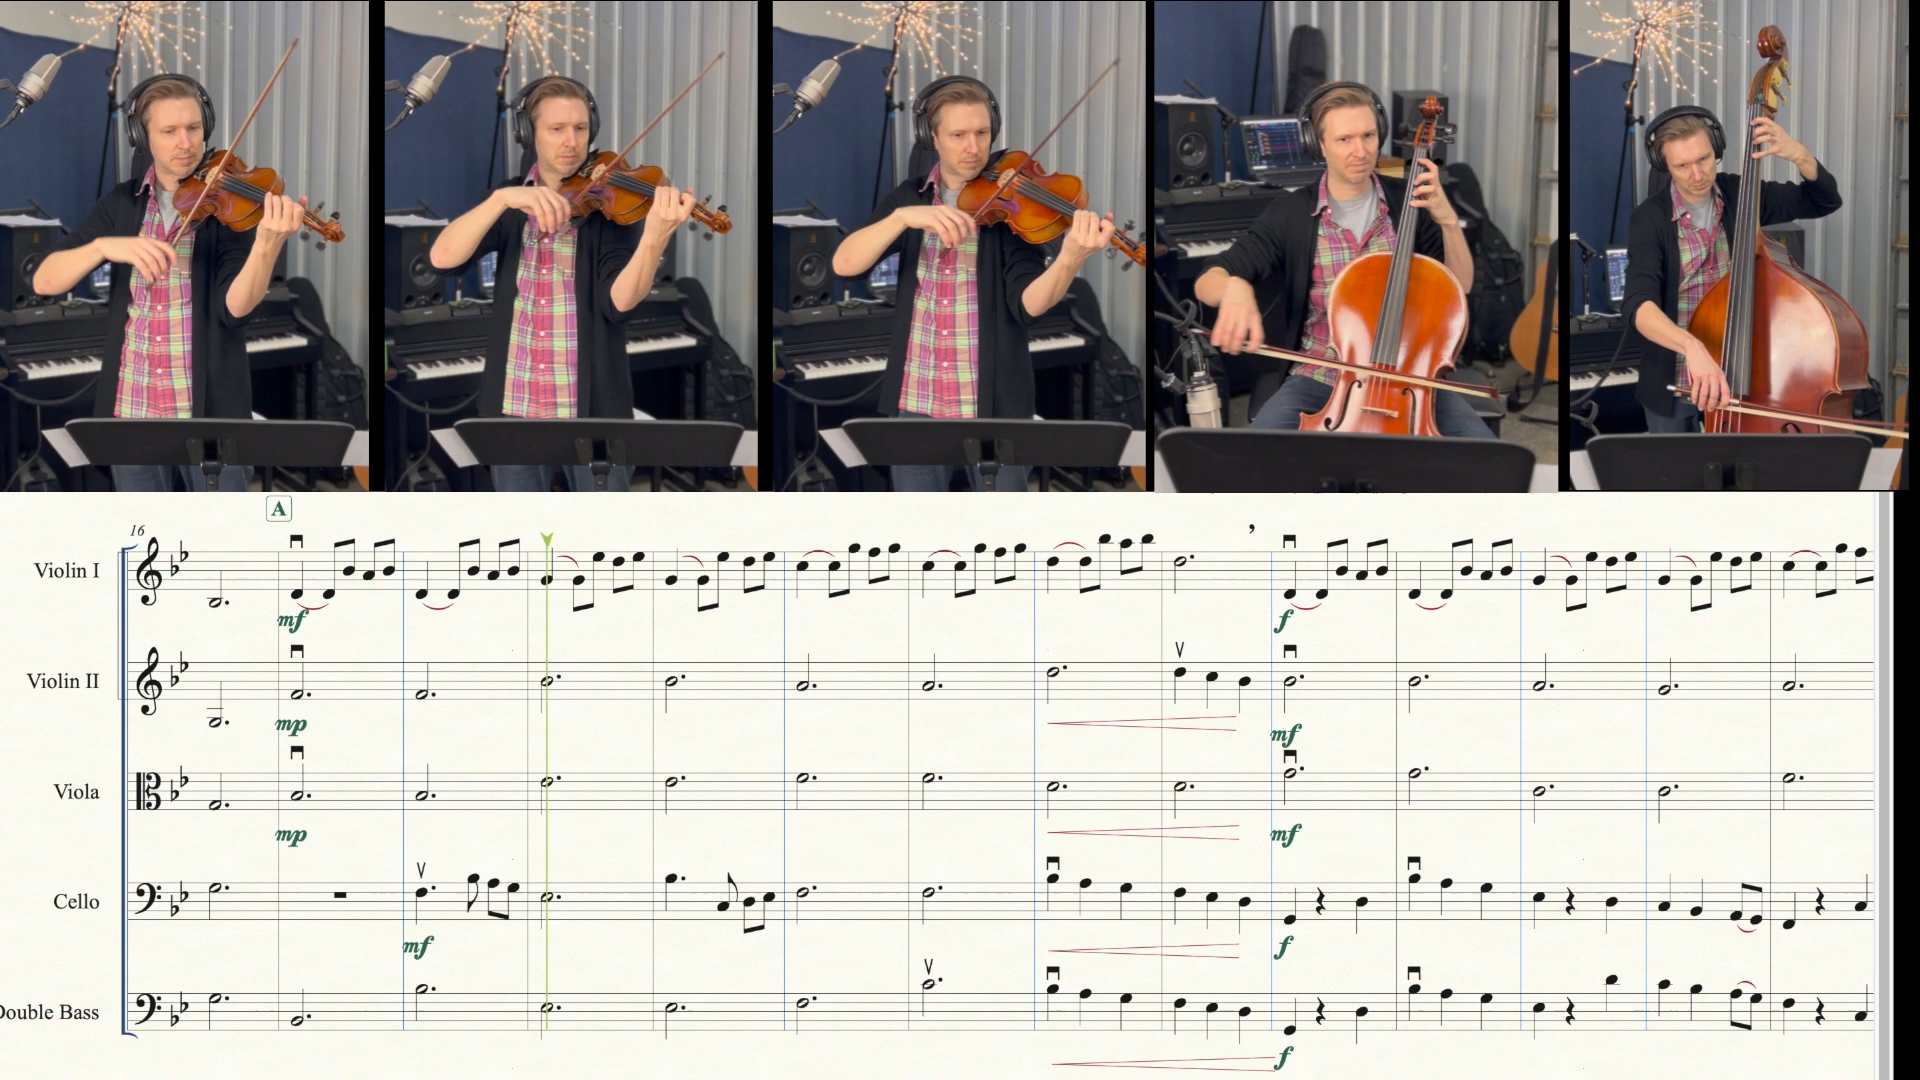 A
16
Violin I
mf
f
Violin II
mp
mf
Viola
mp
mf
Cello
mf
f
Double Bass
f